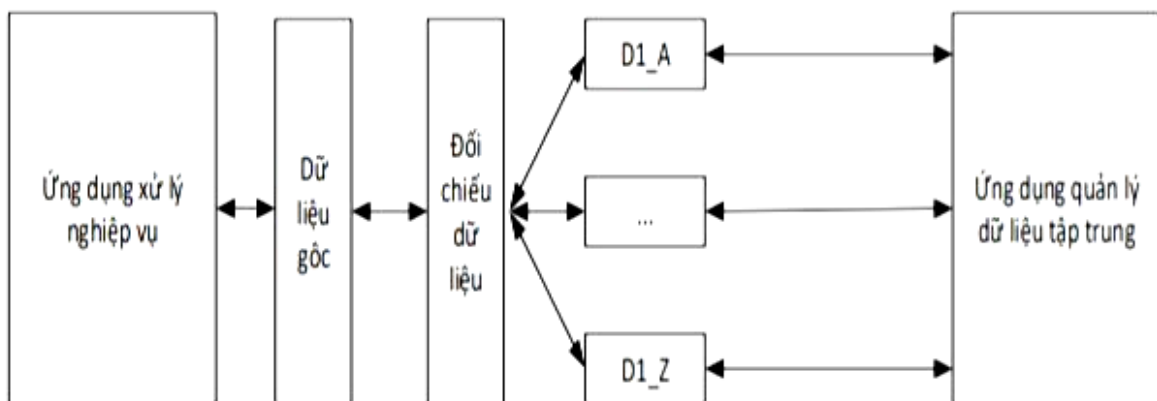 Ứng dụng xử lý
nghiệp vụ
Dữ
liệu
gốc
Đối
chiếu
dữ
liệu
D1_A
...
D1_Z
Ứng dụng quản lý
dữ liệu tập trung